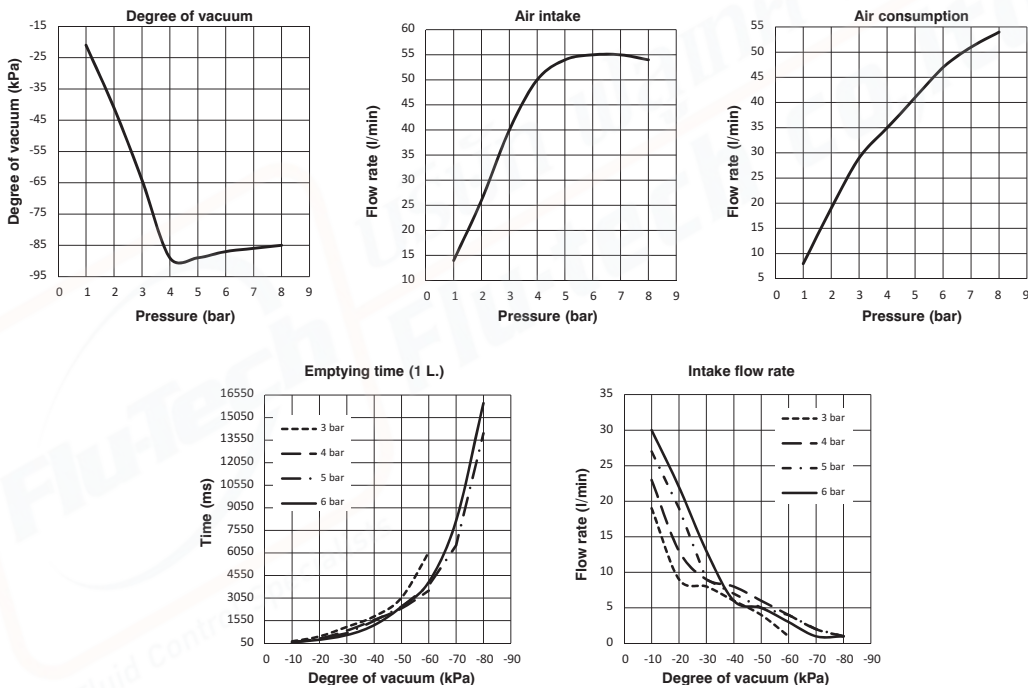 Degree of vacuum
-15
-25
-35
-45
-55
-65
-75
-85
-95
0 1 2 3 4 5 6 7 8 9
Degree of vacuum (kPa)
Pressure (bar)
Air intake
60
55
50
45
40
35
30
25
20
15
10
0 1 2 3 4 5 6 7 8 9
Flow rate (l/min)
Pressure (bar)
Air consumption
55
50
45
40
35
30
25
20
15
10
5
0 1 2 3 4 5 6 7 8 9
Flow rate (l/min)
Pressure (bar)
Emptying time (1 L.)
16550
15050
13550
12050
10550
9050
7550
6050
4550
3050
1550
50
0 -10 -20 -30 -40 -50 -60 -70 -80 -90
Time (ms)
Degree of vacuum (kPa)
3 bar
4 bar
5 bar
6 bar
Intake flow rate
35
30
25
20
15
10
5
0
0 -10 -20 -30 -40 -50 -60 -70 -80 -90
Flow rate (l/min)
Degree of vacuum (kPa)
3 bar
4 bar
5 bar
6 bar
Flu-Tech